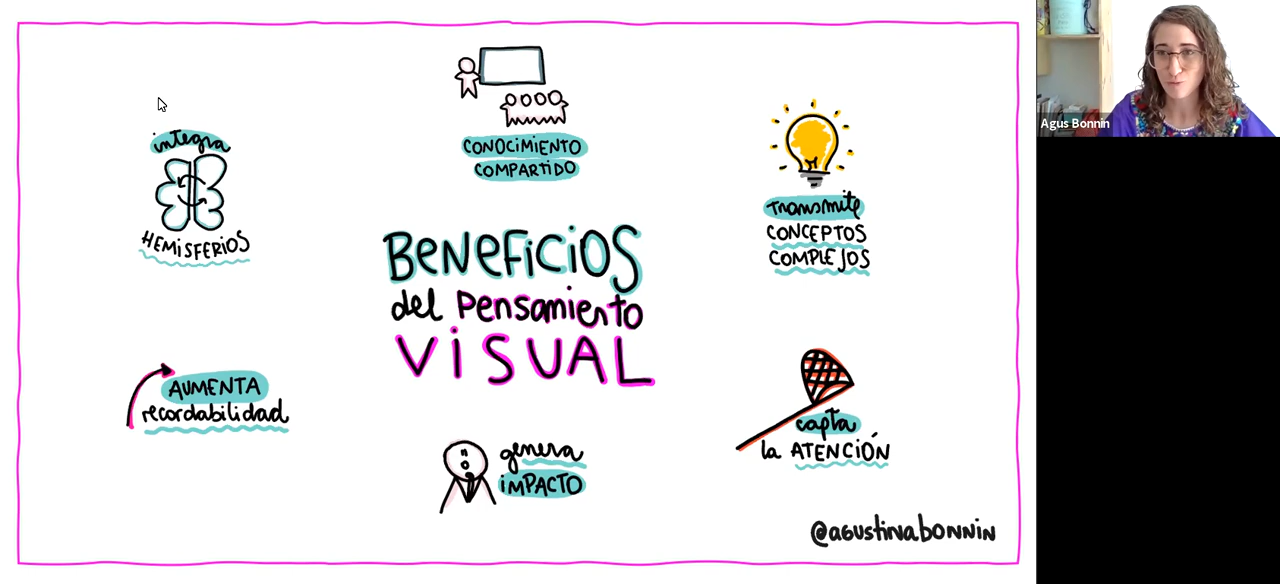 integra
HEMISFERIOS
CONOCIMIENTO
COMPARTIDO
Transmite
CONCEPTOS
COMPLEJOS
BENEFICIOS
del Pensamiento
VISUAL
AUMENTA
recordabilidad
genera
IMPACTO
capta
la ATENCIÓN
@agustinabonnin
Agus Bonnin